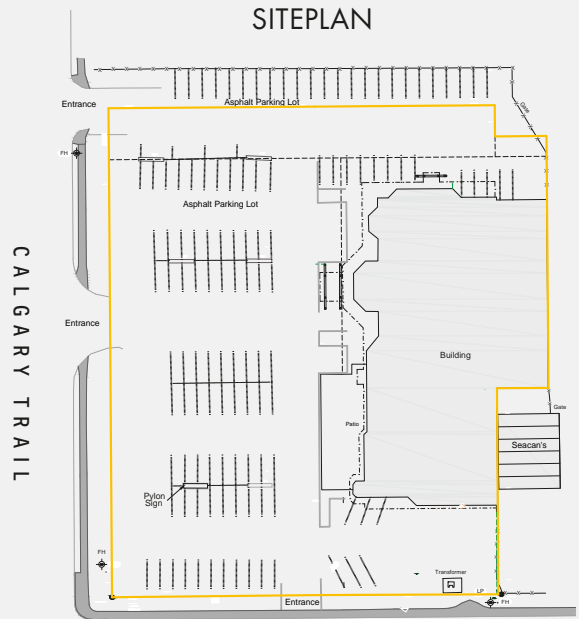 SITEPLAN
Entrance
Asphalt Parking Lot
Gate
FH
Asphalt Parking Lot
CALGARY TRAIL
Entrance
Building
Gate
Patio
Seacan's
Pylon
Sign
FH
Transformer
LP
Entrance
FH